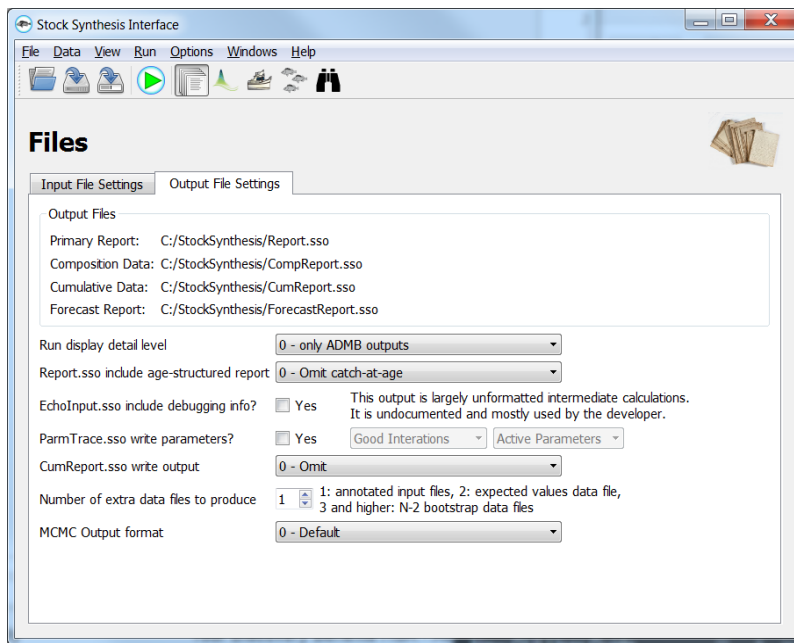 Stock Synthesis Interface
File Data View Run Options Windows Help
Files
Input File Settings Output File Settings
Output Files
Primary Report: C:/StockSynthesis/Report.sso
Composition Data: C:/StockSynthesis/CompReport.sso
Cumulative Data: C:/StockSynthesis/CumReport.sso
Forecast Report: C:/StockSynthesis/ForecastReport.sso
Run display detail level 0 - only ADMB outputs
Report.sso include age-structured report 0 - Omit catch-at-age
EchoInput.sso include debugging info? Yes This output is largely unformatted intermediate calculations.
It is undocumented and mostly used by the developer.
ParmTrace.sso write parameters? Yes Good Interations Active Parameters
CumReport.sso write output 0 - Omit
Number of extra data files to produce 1 1: annotated input files, 2: expected values data file,
3 and higher: N-2 bootstrap data files
MCMC Output format 0 - Default